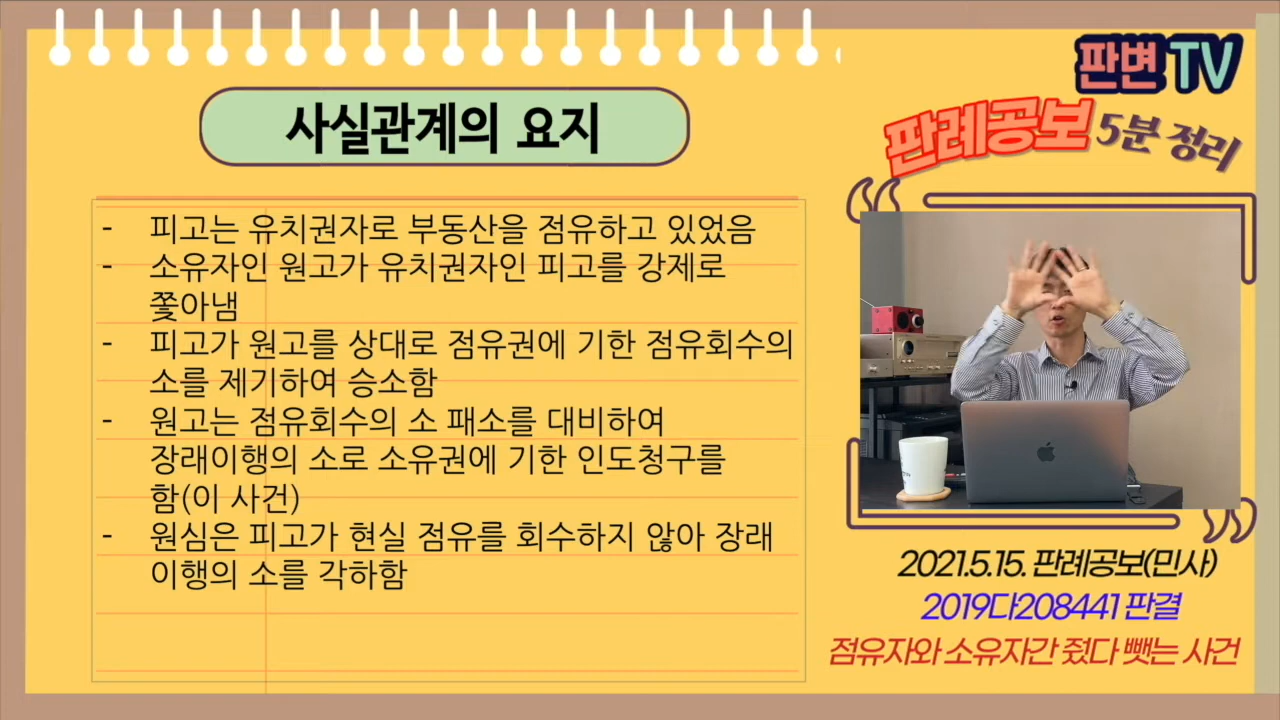 판변TV
판례공보 5분 정리
사실관계의 요지
- 피고는 유치권자로 부동산을 점유하고 있었음
- 소유자인 원고가 유치권자인 피고를 강제로
쫓아냄
- 피고가 원고를 상대로 점유권에 기한 점유회수의
소를 제기하여 승소함
- 원고는 점유회수의 소 패소를 대비하여
장래이행의 소로 소유권에 기한 인도청구를
함(이 사건)
- 원심은 피고가 현실 점유를 회수하지 않아 장래
이행의 소를 각하함
2021.5.15. 판례공보(민사)
2019다208441 판결
점유자와 소유자간 줬다 뺏는 사건